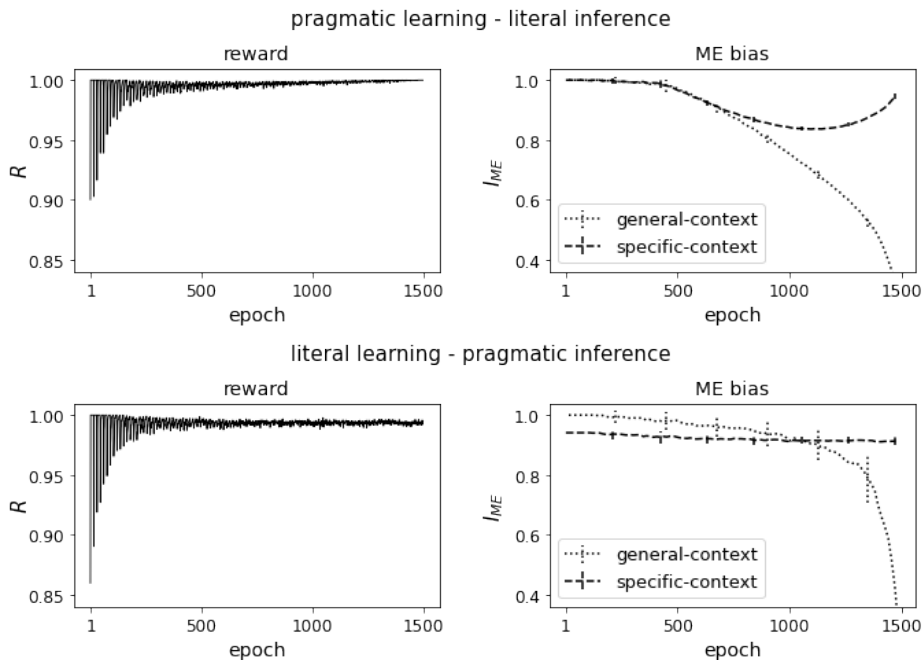 pragmatic learning - literal inference
reward
1.00
0.95
0.90
0.85
R
1
500
1000
1500
epoch
ME bias
1.0
0.8
0.6
0.4
I_ME
general-context
specific-context
1
500
1000
1500
epoch
literal learning - pragmatic inference
reward
1.00
0.95
0.90
0.85
R
1
500
1000
1500
epoch
ME bias
1.0
0.8
0.6
0.4
I_ME
general-context
specific-context
1
500
1000
1500
epoch